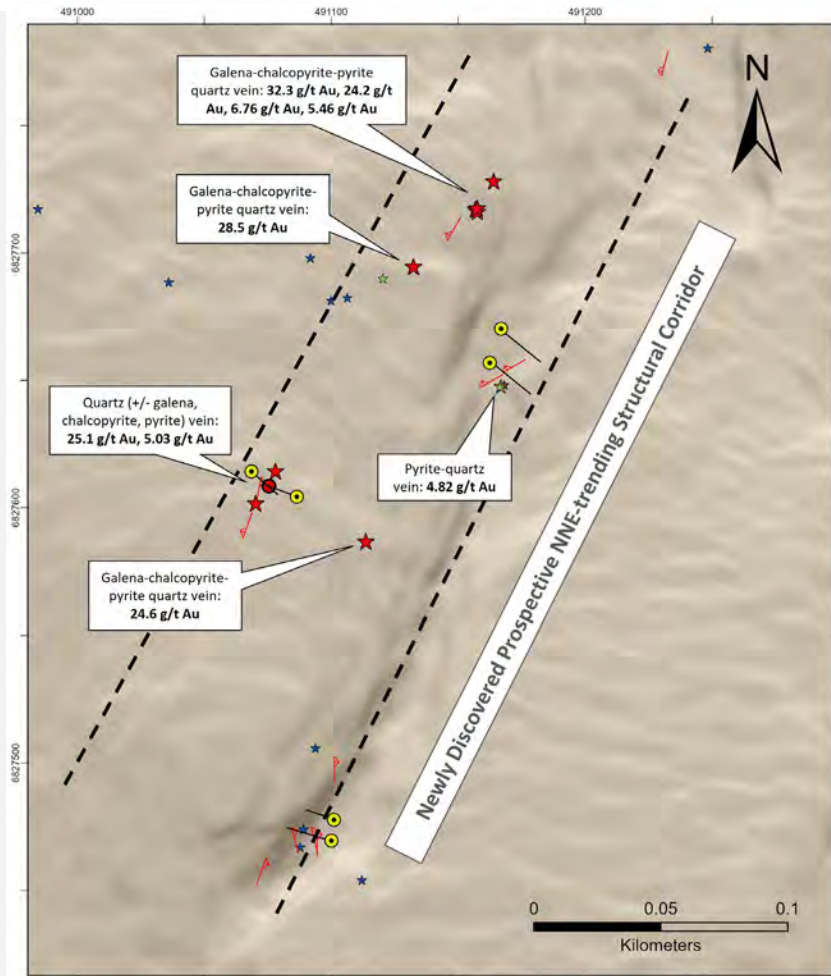 491000
491100
491200
Galena-chalcopyrite-pyrite
quartz vein: 32.3 g/t Au, 24.2 g/t
Au, 6.76 g/t Au, 5.46 g/t Au
N
Galena-chalcopyrite-
pyrite quartz vein:
28.5 g/t Au
6827700
Quartz (+/- galena,
chalcopyrite, pyrite) vein:
25.1 g/t Au, 5.03 g/t Au
Pyrite-quartz
vein: 4.82 g/t Au
6827600
Galena-chalcopyrite-
pyrite quartz vein:
24.6 g/t Au
Newly Discovered Prospective NNE-trending Structural Corridor
6827500
0
0.05
0.1
Kilometers